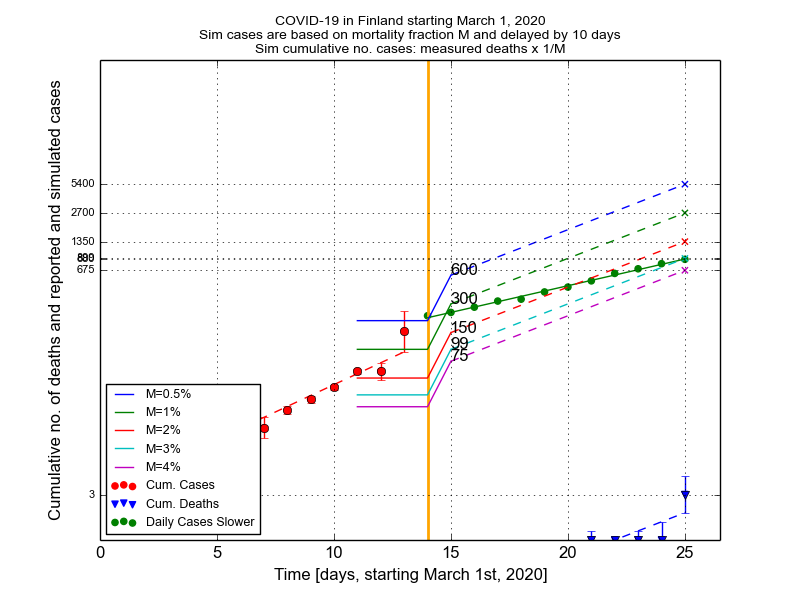 COVID-19 in Finland starting March 1, 2020
Sim cases are based on mortality fraction M and delayed by 10 days
Sim cumulative no. cases: measured deaths x 1/M
Cumulative no. of deaths and reported and simulated cases
5400
2700
1350
675
3
600
300
150
99
75
M=0.5%
M=1%
M=2%
M=3%
M=4%
Cum. Cases
Cum. Deaths
Daily Cases Slower
0 5 10 15 20 25
Time [days, starting March 1st, 2020]